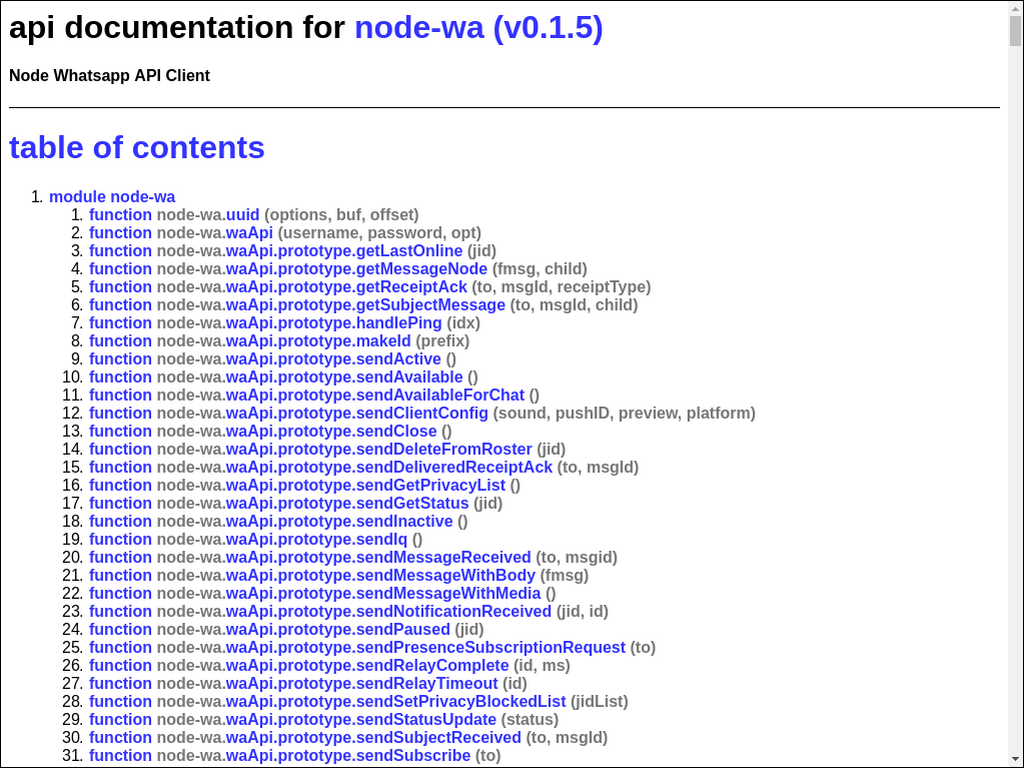 api documentation for node-wa (v0.1.5)
Node Whatsapp API Client
table of contents
1. module node-wa
1. function node-wa.uuid (options, buf, offset)
2. function node-wa.waApi (username, password, opt)
3. function node-wa.waApi.prototype.getLastOnline (jid)
4. function node-wa.waApi.prototype.getMessageNode (fmsg, child)
5. function node-wa.waApi.prototype.getReceiptAck (to, msgId, receiptType)
6. function node-wa.waApi.prototype.getSubjectMessage (to, msgId, child)
7. function node-wa.waApi.prototype.handlePing (idx)
8. function node-wa.waApi.prototype.makeId (prefix)
9. function node-wa.waApi.prototype.sendActive ()
10. function node-wa.waApi.prototype.sendAvailable ()
11. function node-wa.waApi.prototype.sendAvailableForChat ()
12. function node-wa.waApi.prototype.sendClientConfig (sound, pushID, preview, platform)
13. function node-wa.waApi.prototype.sendClose ()
14. function node-wa.waApi.prototype.sendDeleteFromRoster (jid)
15. function node-wa.waApi.prototype.sendDeliveredReceiptAck (to, msgId)
16. function node-wa.waApi.prototype.sendGetPrivacyList ()
17. function node-wa.waApi.prototype.sendGetStatus (jid)
18. function node-wa.waApi.prototype.sendInactive ()
19. function node-wa.waApi.prototype.sendIq ()
20. function node-wa.waApi.prototype.sendMessageReceived (to, msgid)
21. function node-wa.waApi.prototype.sendMessageWithBody (fmsg)
22. function node-wa.waApi.prototype.sendMessageWithMedia ()
23. function node-wa.waApi.prototype.sendNotificationReceived (jid, id)
24. function node-wa.waApi.prototype.sendPaused (jid)
25. function node-wa.waApi.prototype.sendPresenceSubscriptionRequest (to)
26. function node-wa.waApi.prototype.sendRelayComplete (id, ms)
27. function node-wa.waApi.prototype.sendRelayTimeout (id)
28. function node-wa.waApi.prototype.sendSetPrivacyBlockedList (jidList)
29. function node-wa.waApi.prototype.sendStatusUpdate (status)
30. function node-wa.waApi.prototype.sendSubjectReceived (to, msgId)
31. function node-wa.waApi.prototype.sendSubscribe (to)